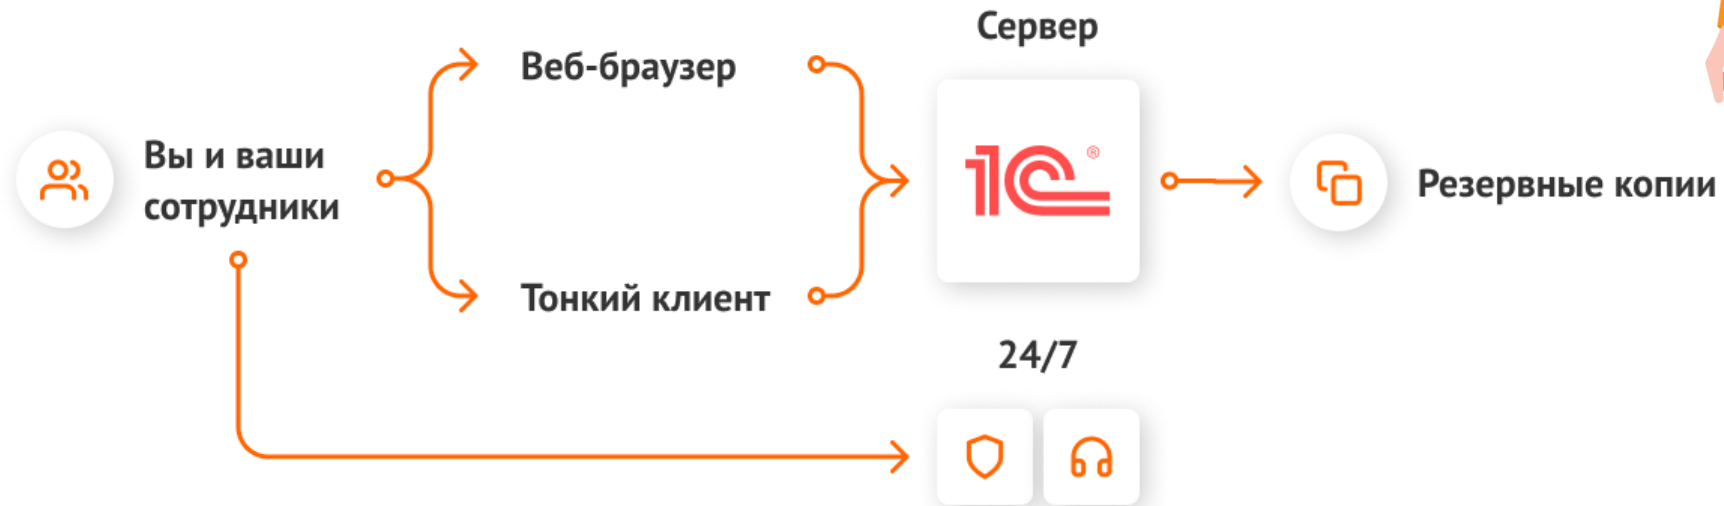 Сервер
Веб-браузер
Вы и ваши
сотрудники
1С®
Резервные копии
Тонкий клиент
24/7